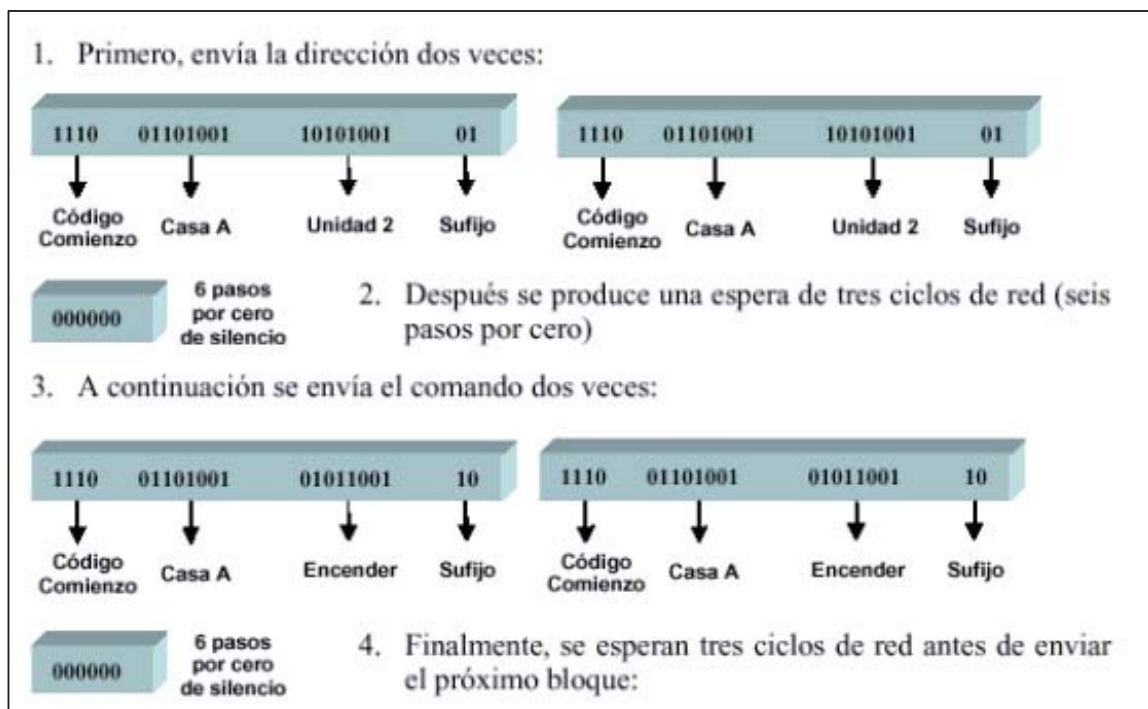 1. Primero, envía la dirección dos veces:
1110 01101001 10101001 01 1110 01101001 10101001 01
Código Comienzo Casa A Unidad 2 Sufijo Código Comienzo Casa A Unidad 2 Sufijo
000000
6 pasos
por cero
de silencio
2. Después se produce una espera de tres ciclos de red (seis
pasos por cero)
3. A continuación se envía el comando dos veces:
1110 01101001 01011001 10 1110 01101001 01011001 10
Código Comienzo Casa A Encender Sufijo Código Comienzo Casa A Encender Sufijo
000000
6 pasos
por cero
de silencio
4. Finalmente, se esperan tres ciclos de red antes de enviar
el próximo bloque: